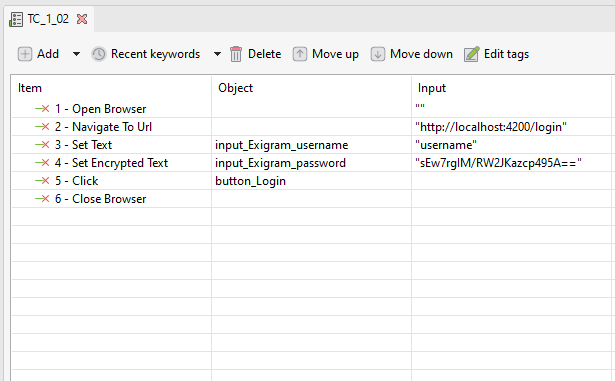 TC_1_02
Add Recent keywords Delete Move up Move down Edit tags
Item Object Input
1 - Open Browser ""
2 - Navigate To Url "http://localhost:4200/login"
3 - Set Text input_Exigram_username "username"
4 - Set Encrypted Text input_Exigram_password "sEw7rglM/RW2JKazcp495A=="
5 - Click button_Login
6 - Close Browser